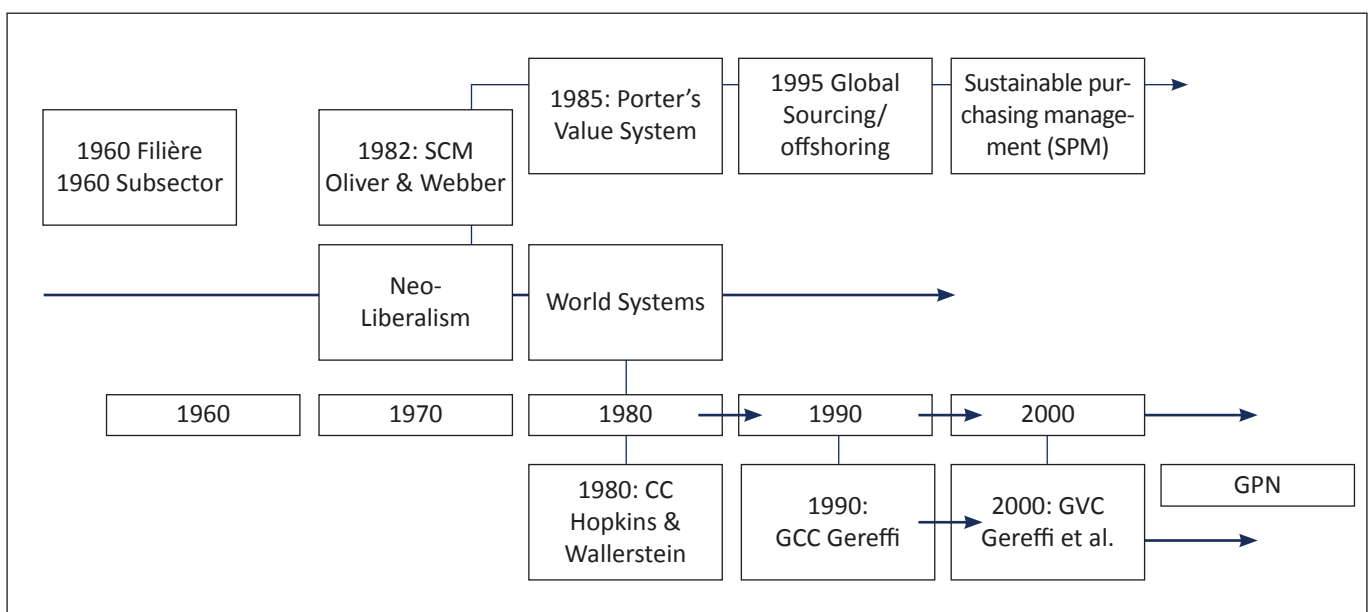 1960 Filière
1960 Subsector
1982: SCM
Oliver & Webber
1985: Porter’s
Value System
1995 Global
Sourcing/
offshoring
Sustainable pur-
chasing manage-
ment (SPM)
Neo-
Liberalism
World Systems
1960
1970
1980
1990
2000
1980: CC
Hopkins &
Wallerstein
1990:
GCC Gereffi
2000: GVC
Gereffi et al.
GPN